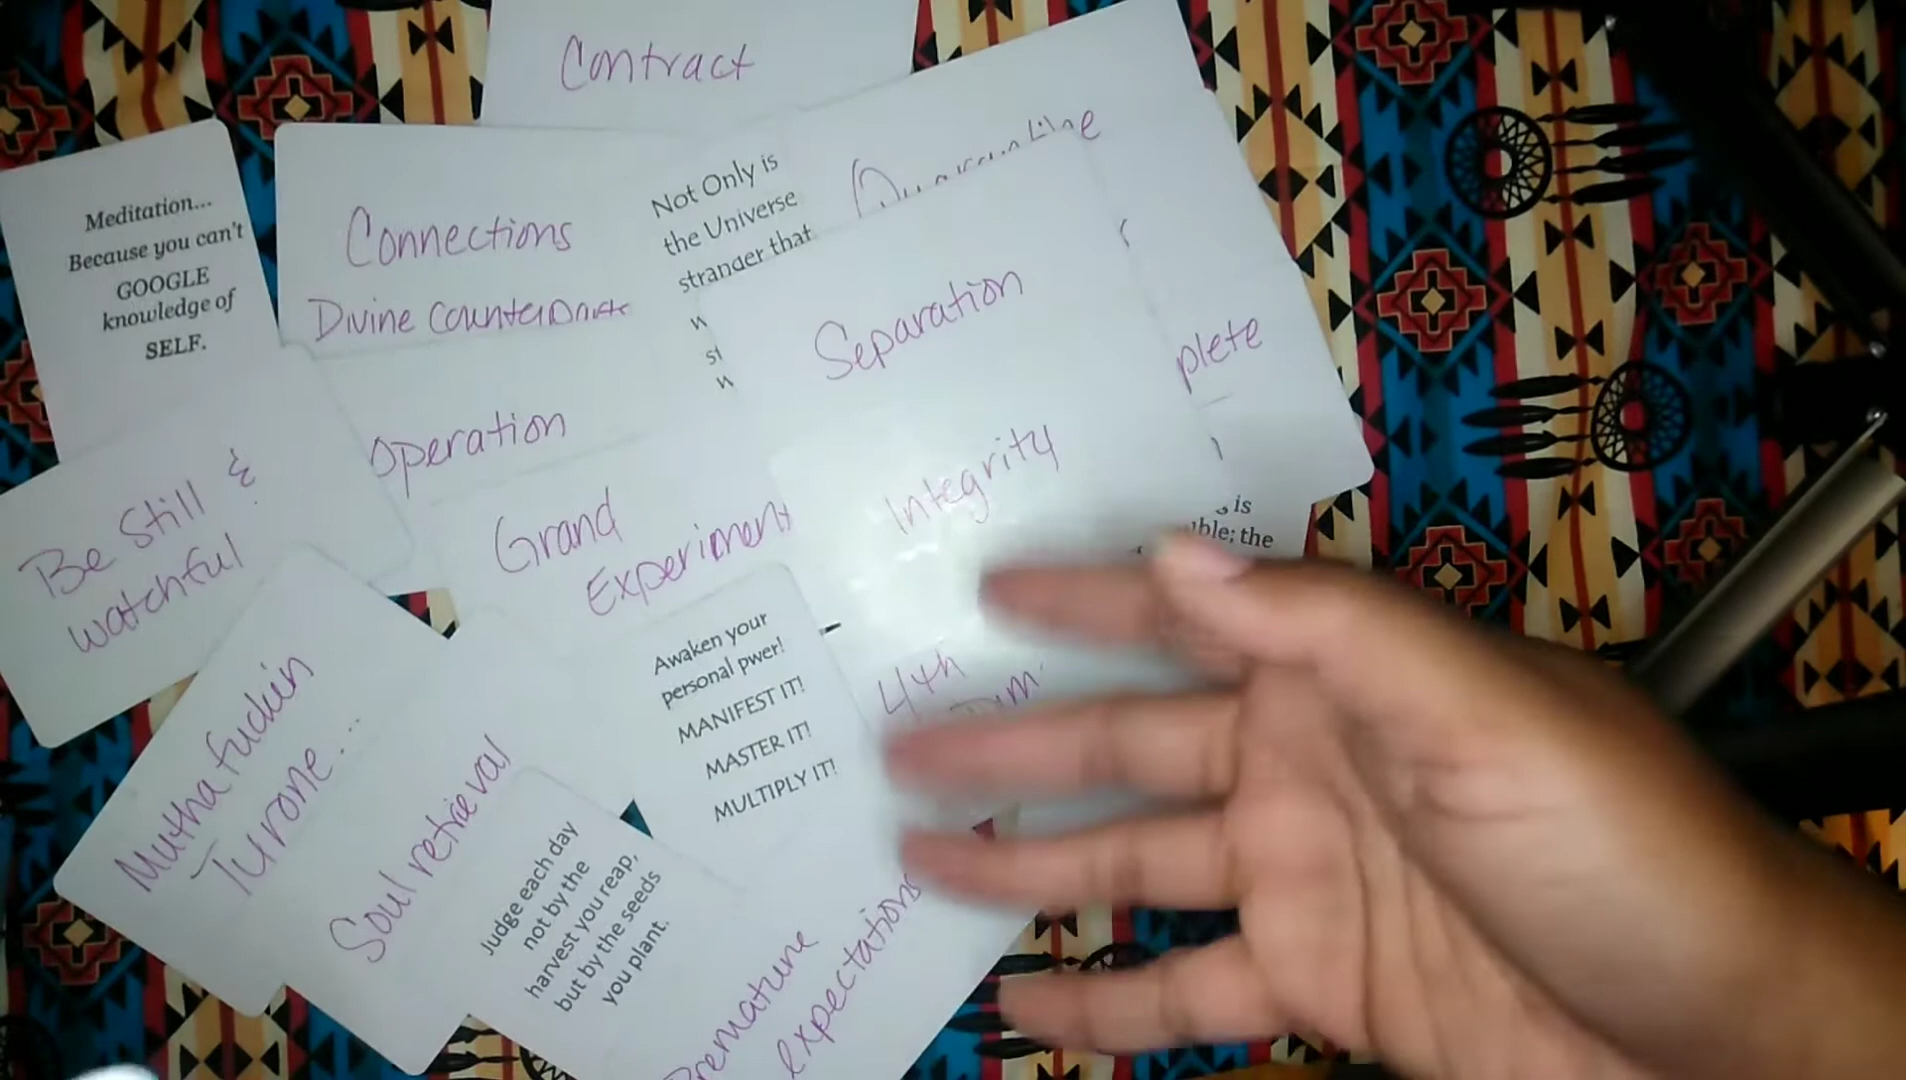 Contract
Meditation...
Because you can't
GOOGLE
knowledge of
SELF.
Connections
Divine
Not Only is
the Universe
stranger that
Separation
plete
Operation
Integrity
Grand
Experiment
is
the
Be Still &
watchful
Awaken your
personal pwer!
MANIFEST IT!
MASTER IT!
MULTIPLY IT!
4th
Dim
Muthafuckin
Tyrone...
Soul retrieval
Judge each day
not by the
harvest you reap,
but by the seeds
you plant.
Premature
expectations